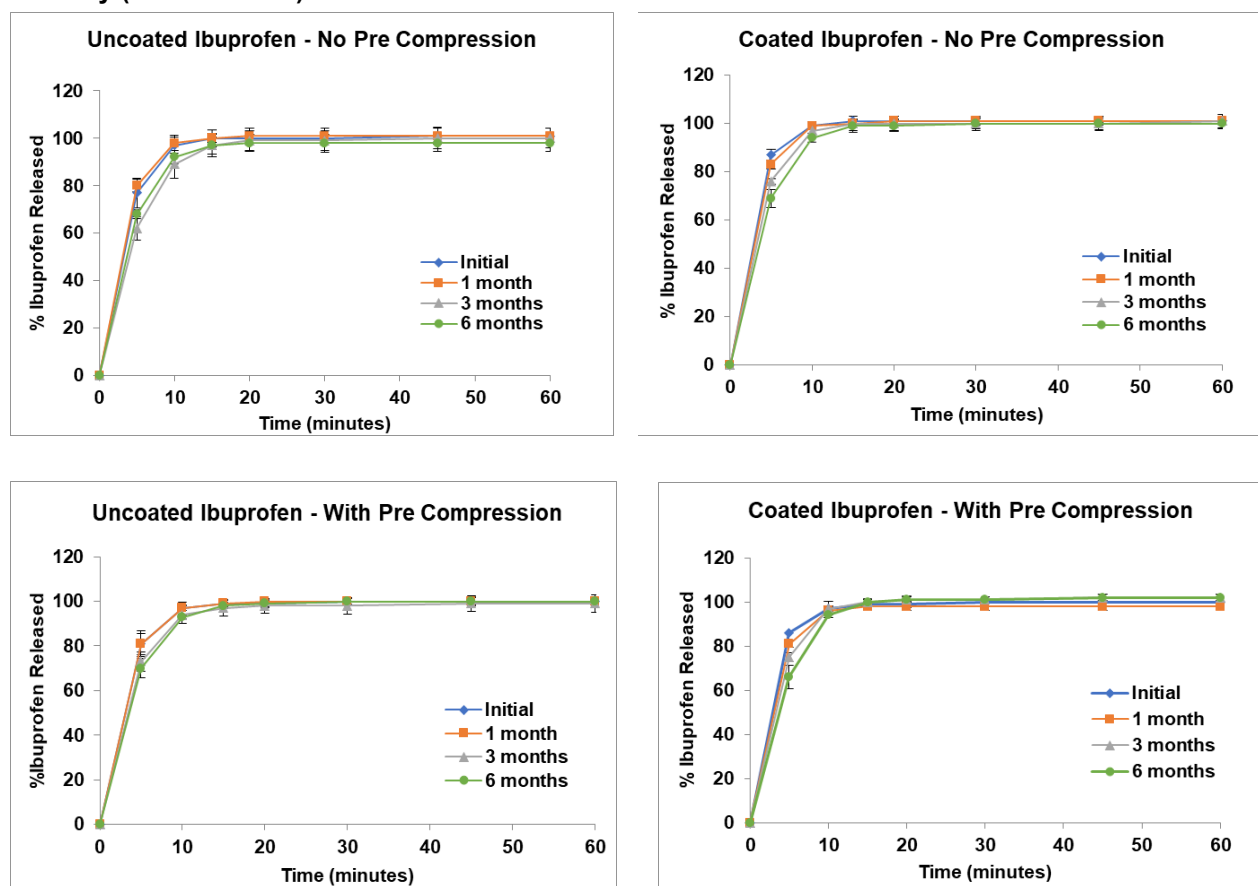 Uncoated Ibuprofen - No Pre Compression
% Ibuprofen Released
120
100
80
60
40
20
0
0 10 20 30 40 50 60
Time (minutes)
Initial
1 month
3 months
6 months
Coated Ibuprofen - No Pre Compression
% Ibuprofen Released
120
100
80
60
40
20
0
0 10 20 30 40 50 60
Time (minutes)
Initial
1 month
3 months
6 months
Uncoated Ibuprofen - With Pre Compression
%Ibuprofen Released
120
100
80
60
40
20
0
0 10 20 30 40 50 60
Time (minutes)
Initial
1 month
3 months
6 months
Coated Ibuprofen - With Pre Compression
% Ibuprofen Released
120
100
80
60
40
20
0
0 10 20 30 40 50 60
Time (minutes)
Initial
1 month
3 months
6 months